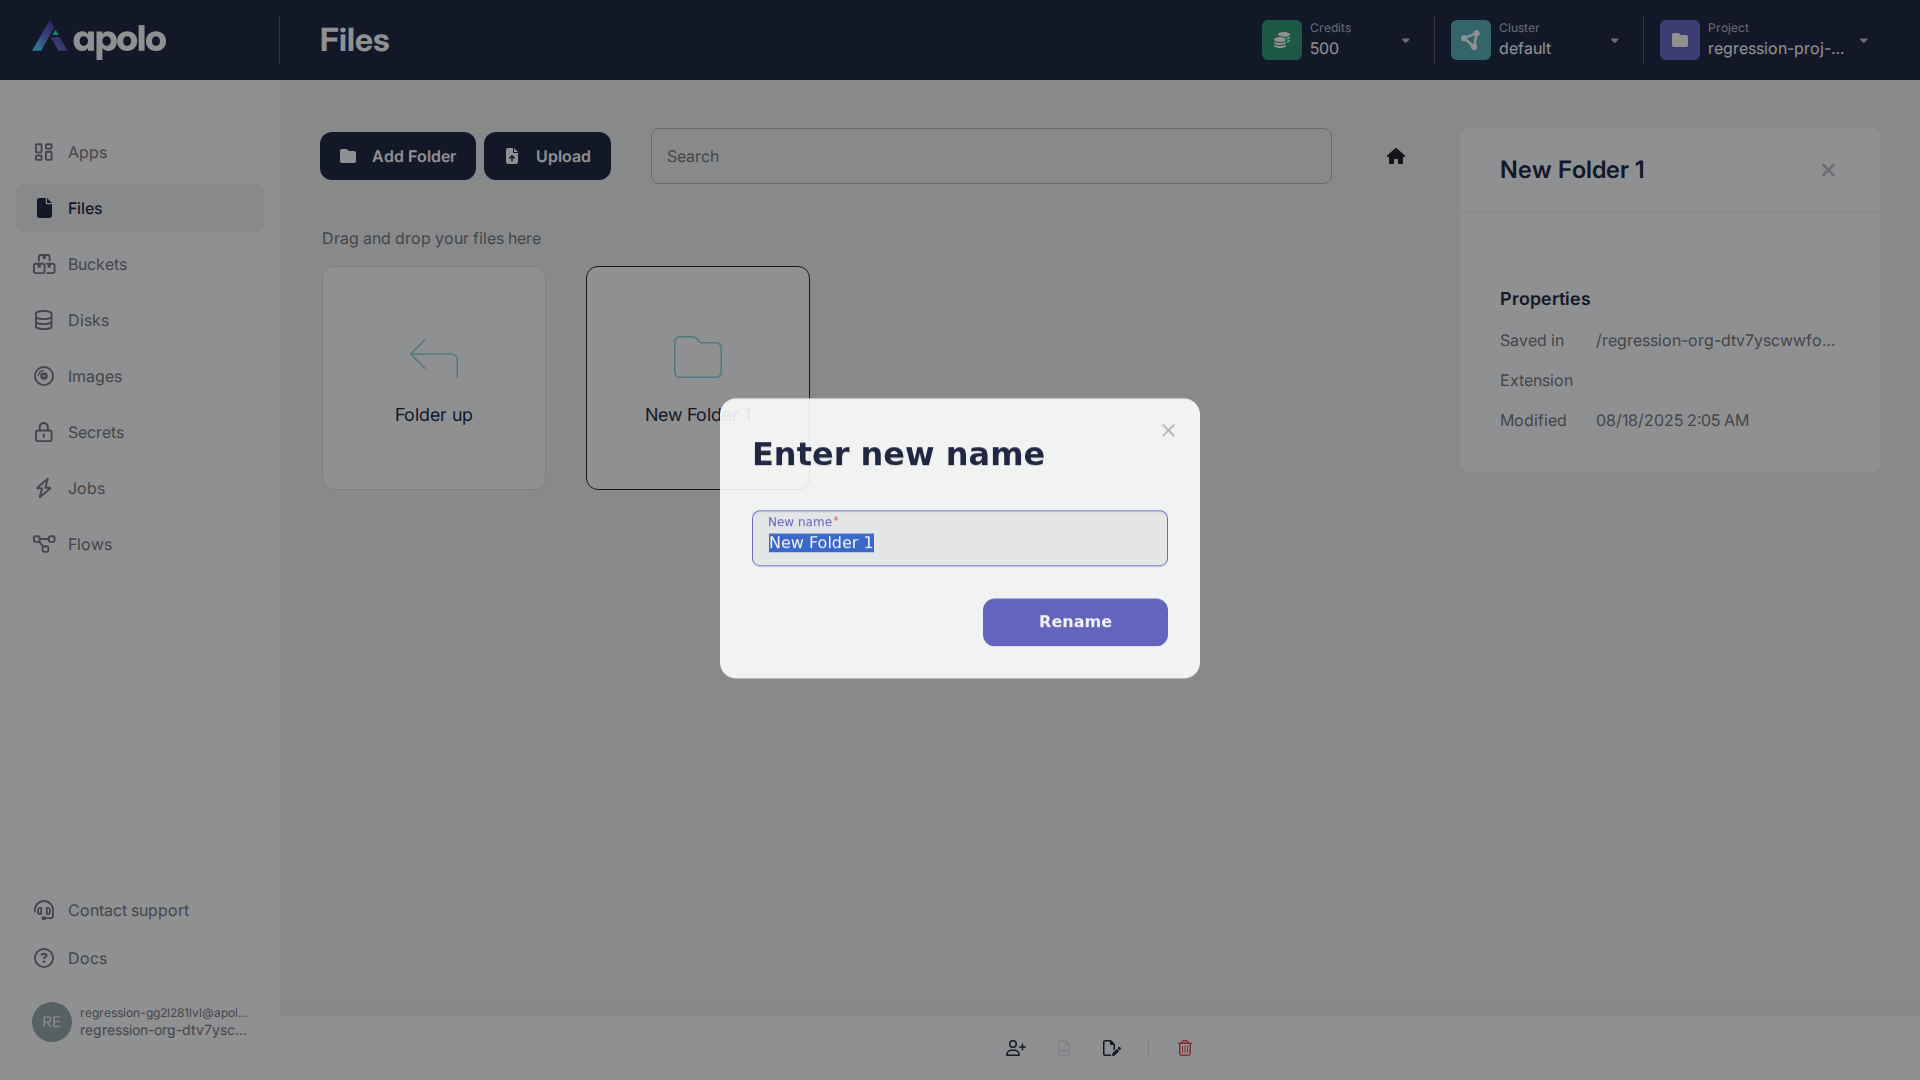 apolo
Files
Credits
500
Cluster
default
Project
regression-proj-...
Apps
Files
Buckets
Disks
Images
Secrets
Jobs
Flows
Contact support
Docs
RE
regression-gg2l281lvl@apol...
regression-org-dtv7ysc...
Add Folder
Upload
Search
Drag and drop your files here
Folder up
New Folder 1
New Folder 1
Properties
Saved in /regression-org-dtv7yscwwfo...
Extension
Modified 08/18/2025 2:05 AM
Enter new name
New name*
New Folder 1
Rename